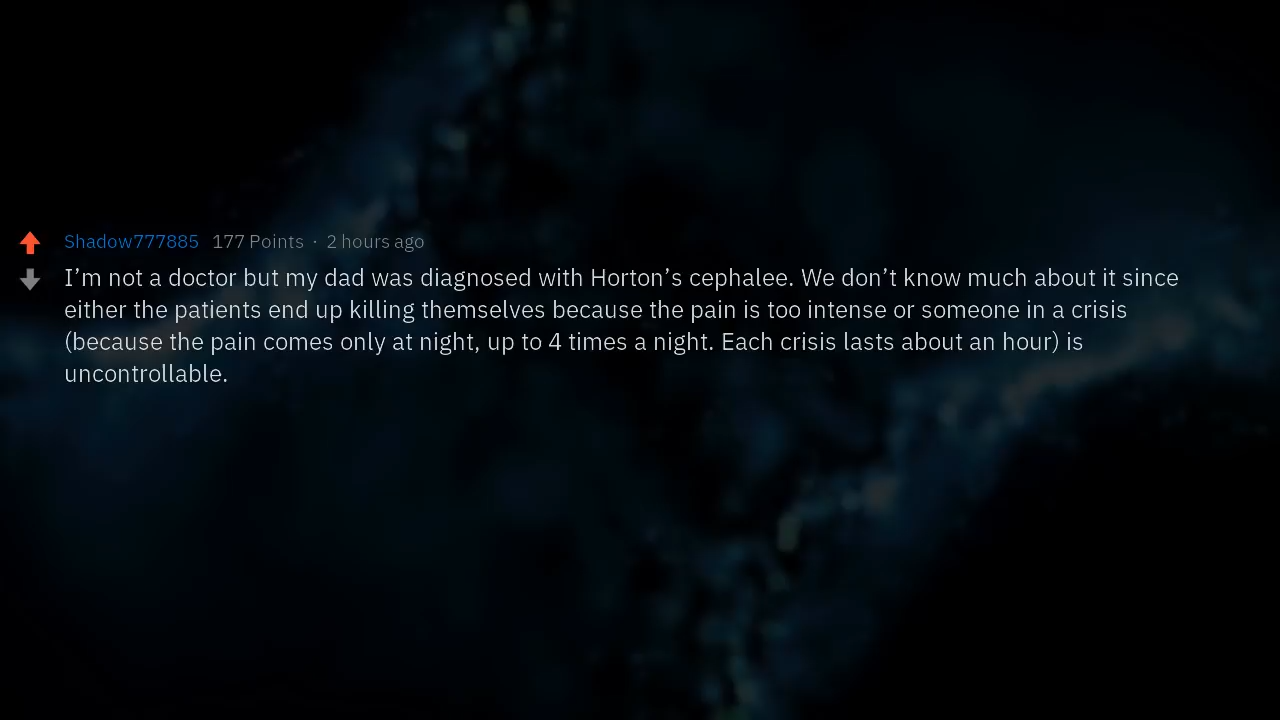 Shadow777885 177 Points · 2 hours ago
I’m not a doctor but my dad was diagnosed with Horton’s cephalee. We don’t know much about it since
either the patients end up killing themselves because the pain is too intense or someone in a crisis
(because the pain comes only at night, up to 4 times a night. Each crisis lasts about an hour) is
uncontrollable.